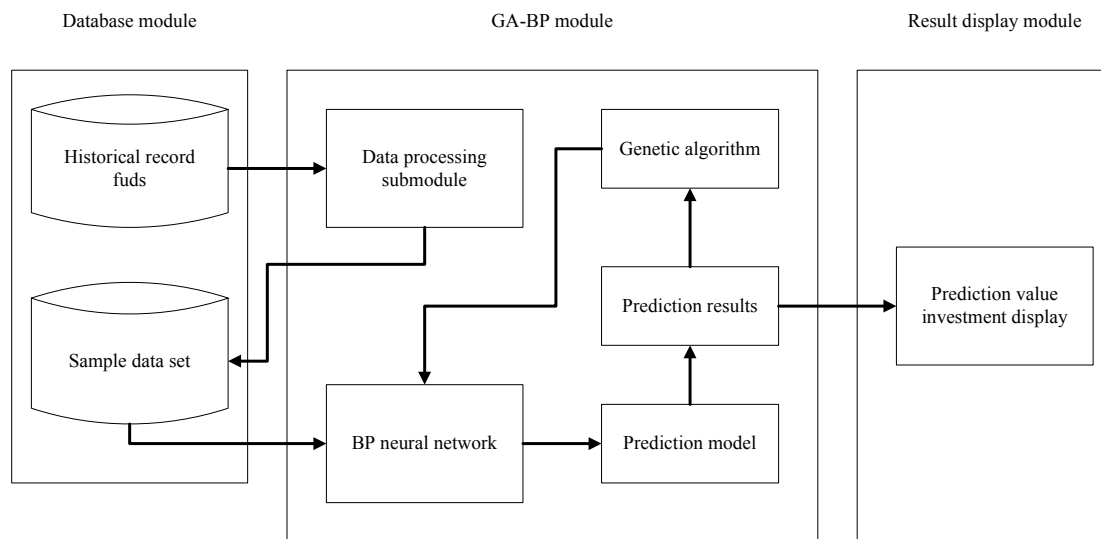 Database module
GA-BP module
Result display module
Historical record
fuds
Data processing
submodule
Genetic algorithm
Sample data set
Prediction results
Prediction value
investment display
BP neural network
Prediction model